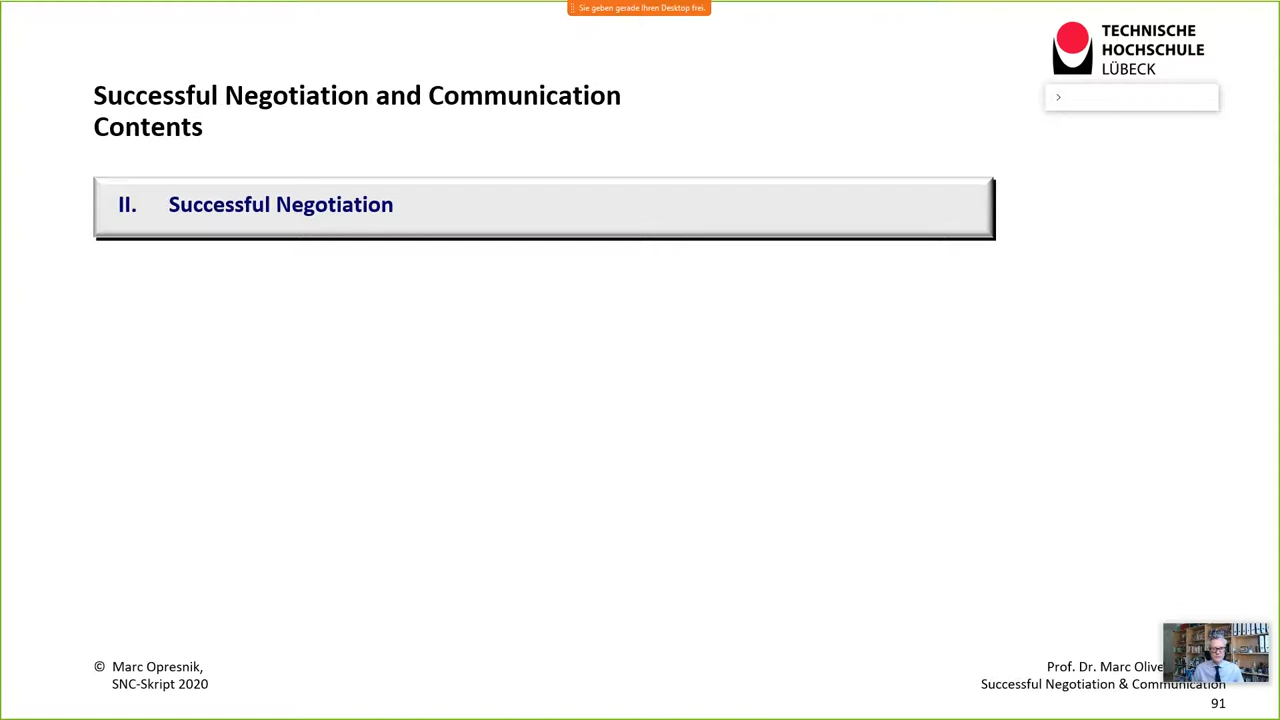 Sie geben gerade Ihren Desktop frei.
TECHNISCHE
HOCHSCHULE
LÜBECK
Successful Negotiation and Communication
Contents
II. Successful Negotiation
© Marc Opresnik,
SNC-Skript 2020
Prof. Dr. Marc
Successful Negotiation & Communication
91